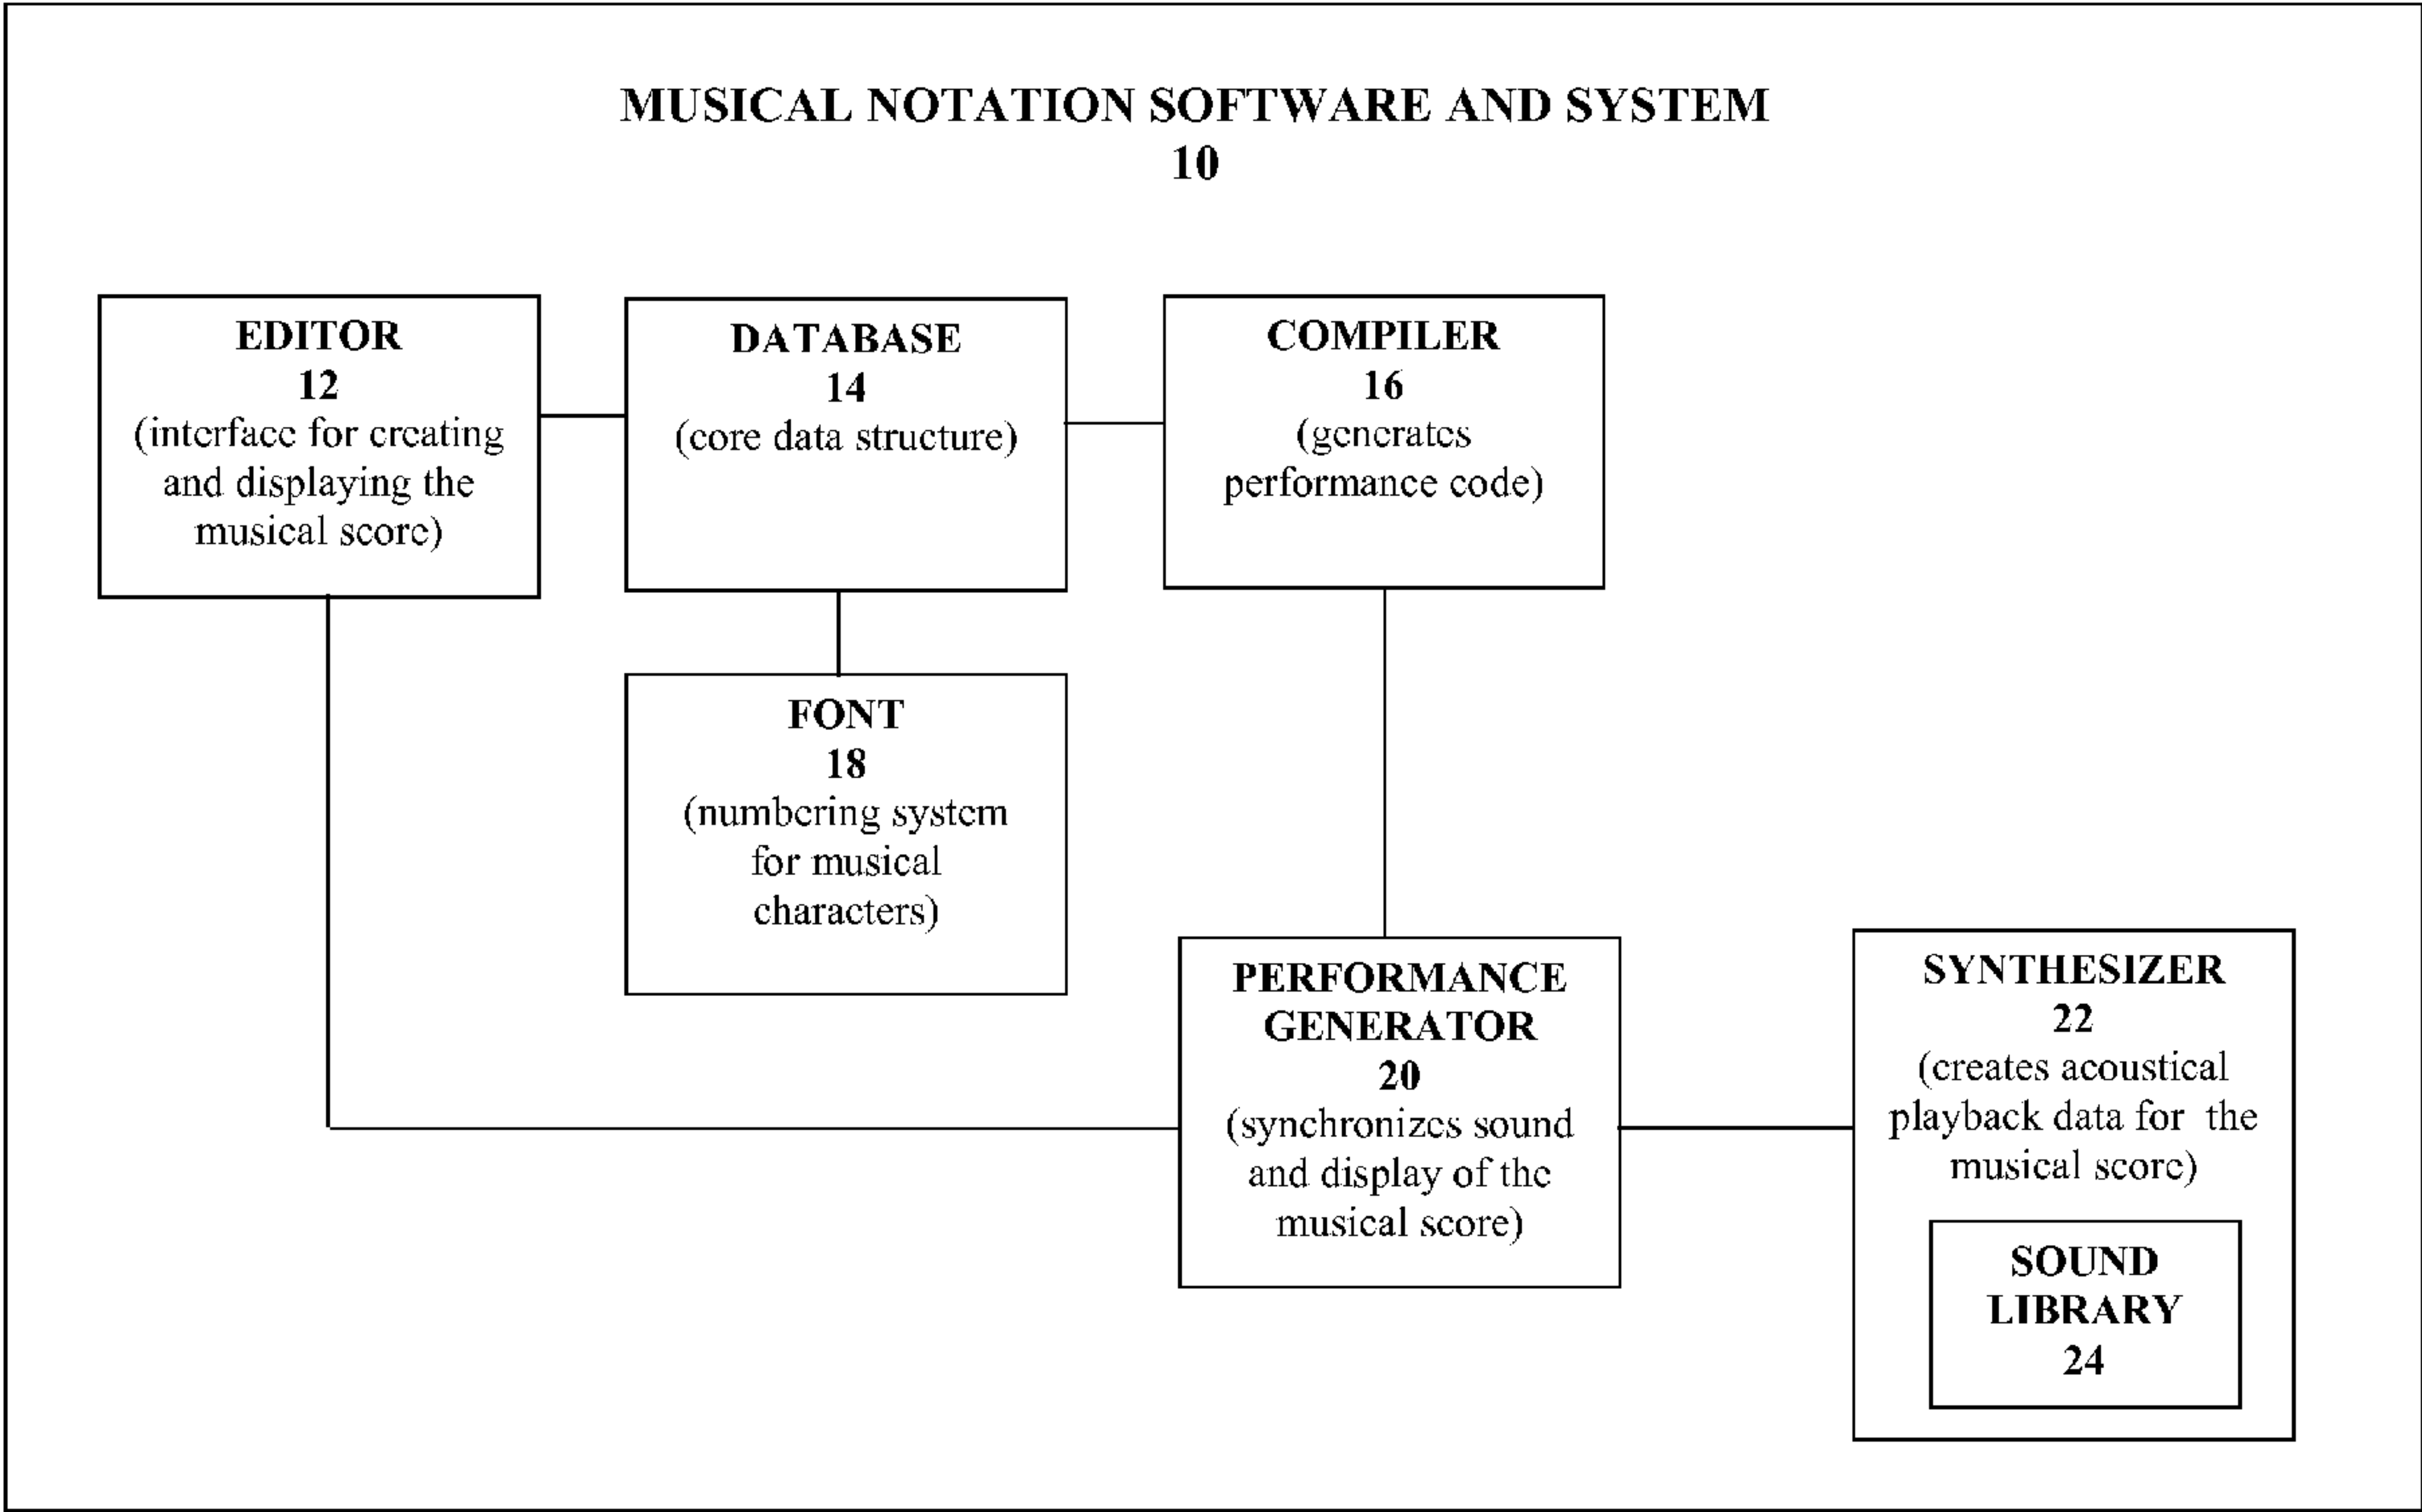 MUSICAL NOTATION SOFTWARE AND SYSTEM
10
EDITOR
12
(interface for creating
and displaying the
musical score)
DATABASE
14
(core data structure)
COMPILER
16
(generates
performance code)
FONT
18
(numbering system
for musical
characters)
PERFORMANCE
GENERATOR
20
(synchronizes sound
and display of the
musical score)
SYNTHESIZER
22
(creates acoustical
playback data for the
musical score)
SOUND
LIBRARY
24